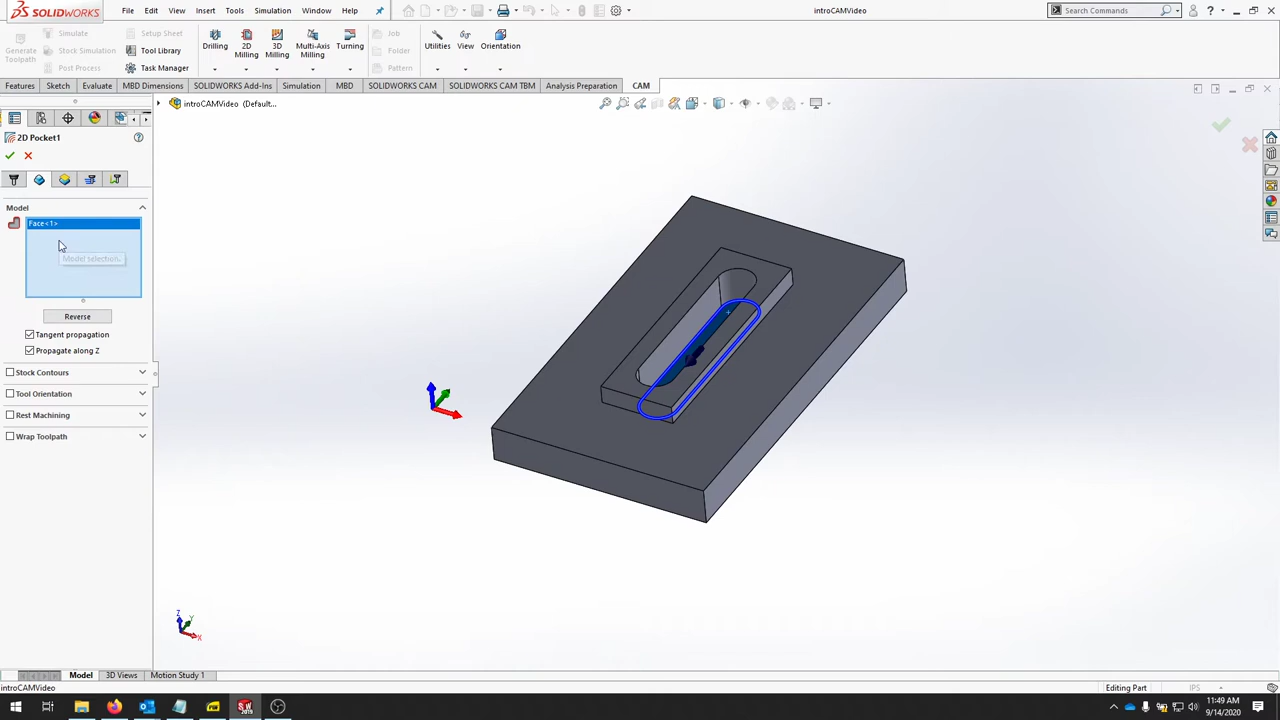 SOLIDWORKS
File Edit View Insert Tools Simulation Window Help
introCAMVideo
Search Commands
Generate Toolpath
Simulate
Stock Simulation
Post Process
Setup Sheet
Tool Library
Task Manager
Drilling
2D Milling
3D Milling
Multi-Axis Milling
Turning
Job
Folder
Pattern
Utilities
View
Orientation
Features Sketch Evaluate MBD Dimensions SOLIDWORKS Add-Ins Simulation MBD SOLIDWORKS CAM SOLIDWORKS CAM TBM Analysis Preparation CAM
introCAMVideo (Default...
2D Pocket1
Model
Face<1>
Model selection.
Reverse
Tangent propagation
Propagate along Z
Stock Contours
Tool Orientation
Rest Machining
Wrap Toolpath
Z
Y
X
Model 3D Views Motion Study 1
introCAMVideo
Editing Part
IPS
11:49 AM
9/14/2020